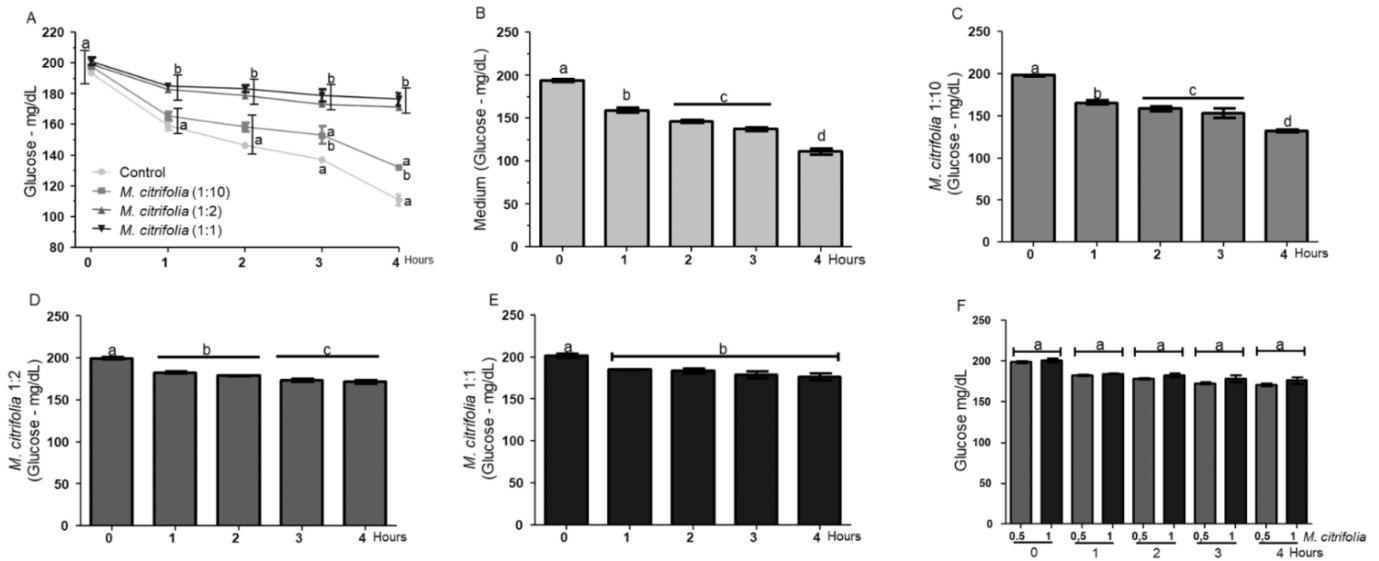 A
220
200
180
160
140
120
100
80
Glucose - mg/dL
a
b
b
b
b
a
a
a
b
a
a
b
a
Control
M. citrifolia (1:10)
M. citrifolia (1:2)
M. citrifolia (1:1)
0 1 2 3 4 Hours
B
250
200
150
100
50
0
Medium (Glucose - mg/dL)
a b c d
0 1 2 3 4 Hours
C
250
200
150
100
50
0
M. citrifolia 1:10
(Glucose - mg/dL)
a b c d
0 1 2 3 4 Hours
D
250
200
150
100
50
0
M. citrifolia 1:2
(Glucose - mg/dL)
a b c
0 1 2 3 4 Hours
E
250
200
150
100
50
0
M. citrifolia 1:1
(Glucose - mg/dL)
a b
0 1 2 3 4 Hours
F
250
200
150
100
50
0
Glucose mg/dL
a a a a a
0,5 1 0,5 1 0,5 1 0,5 1 0,5 1 M. citrifolia
0 1 2 3 4 Hours